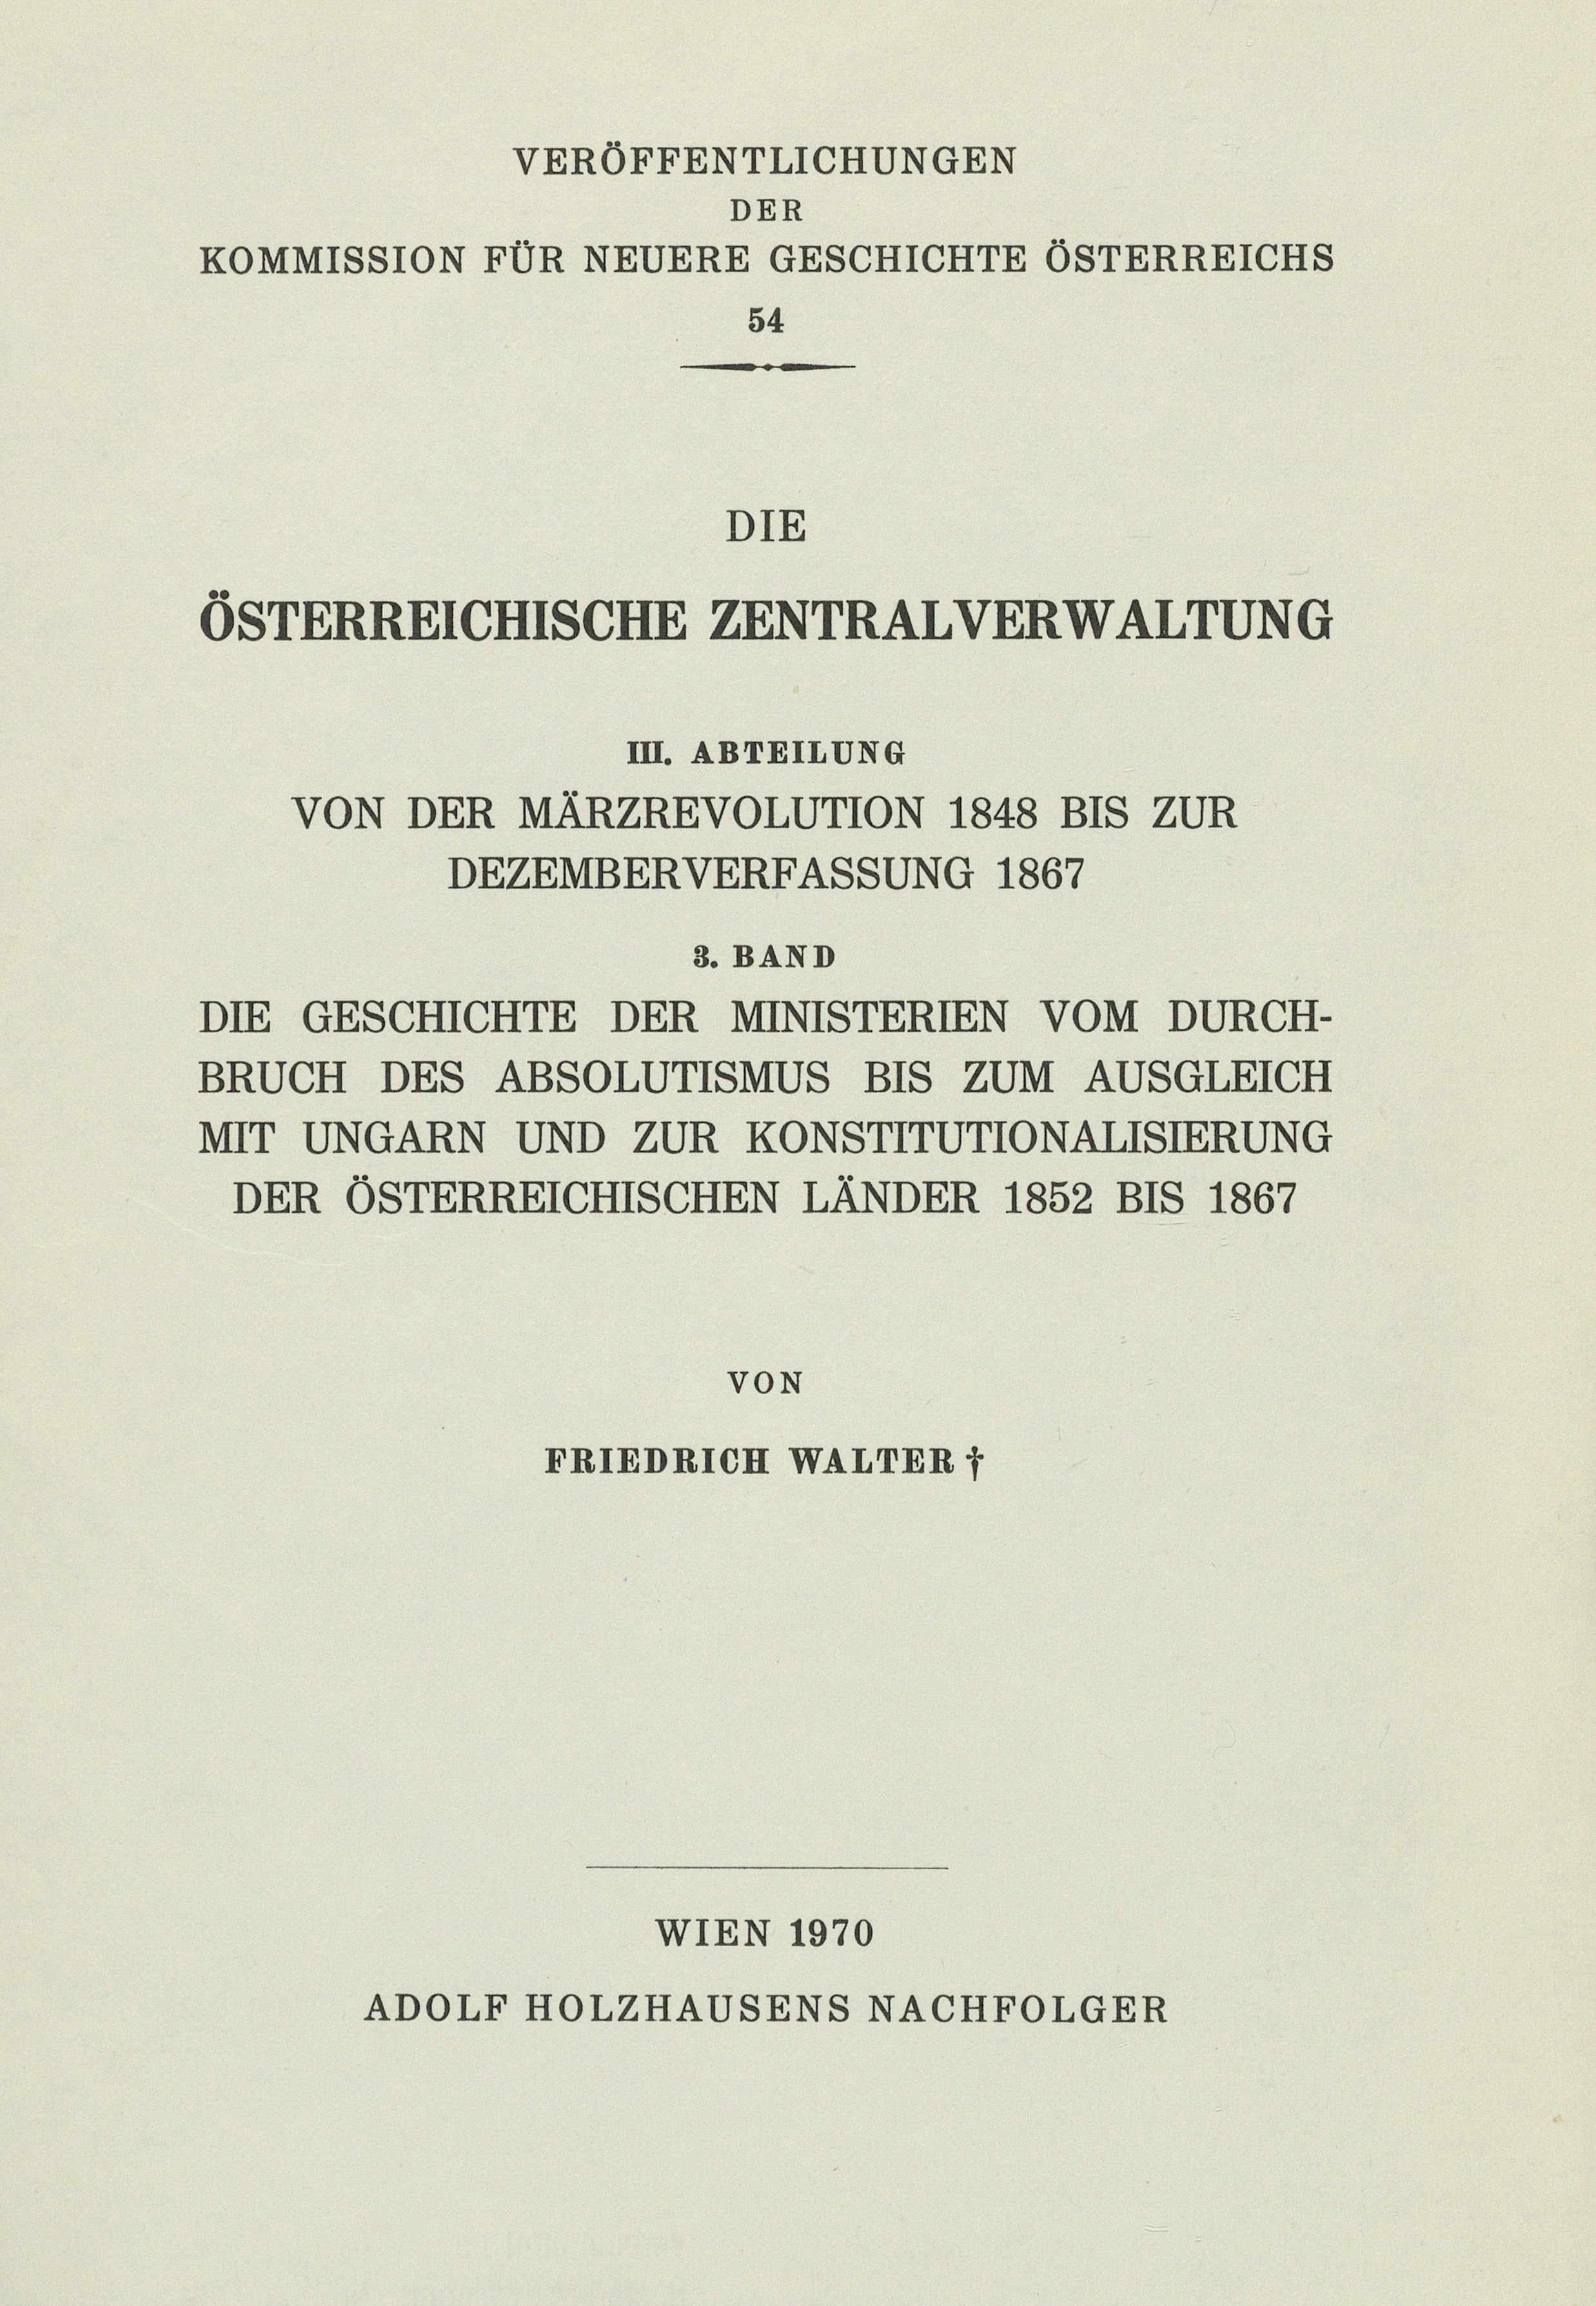 VERÖFFENTLICHUNGEN
DER
KOMMISSION FÜR NEUERE GESCHICHTE ÖSTERREICHS
54
DIE
ÖSTERREICHISCHE ZENTRALVERWALTUNG
III. ABTEILUNG
VON DER MÄRZREVOLUTION 1848 BIS ZUR
DEZEMBERVERFASSUNG 1867
3. BAND
DIE GESCHICHTE DER MINISTERIEN VOM DURCH-
BRUCH DES ABSOLUTISMUS BIS ZUM AUSGLEICH
MIT UNGARN UND ZUR KONSTITUTIONALISIERUNG
DER ÖSTERREICHISCHEN LÄNDER 1852 BIS 1867
VON
FRIEDRICH WALTER †
WIEN 1970
ADOLF HOLZHAUSENS NACHFOLGER